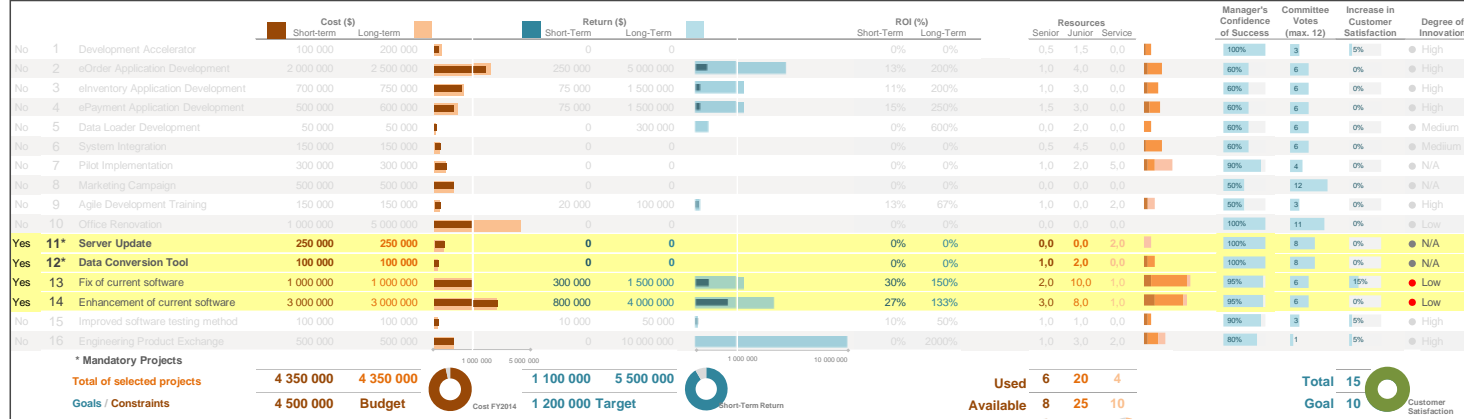 Cost ($) Return ($) ROI (%) Resources Manager's Confidence of Success Committee Votes (max. 12) Increase in Customer Satisfaction Degree of Innovation
Short-term Long-term Short-Term Long-Term Short-Term Long-Term Senior Junior Service
No 1 Development Accelerator 100 000 200 000 0 0 0% 0% 0,5 1,5 0,0 100% 3 5% High
No 2 eOrder Application Development 2 000 000 2 500 000 250 000 5 000 000 13% 200% 1,0 4,0 0,0 60% 6 0% High
No 3 eInventory Application Development 700 000 750 000 75 000 1 500 000 11% 200% 1,0 3,0 0,0 60% 6 0% High
No 4 ePayment Application Development 500 000 600 000 75 000 1 500 000 15% 250% 1,5 3,0 0,0 60% 6 0% High
No 5 Data Loader Development 50 000 50 000 0 300 000 0% 600% 0,0 2,0 0,0 60% 6 0% Medium
No 6 System Integration 150 000 150 000 0 0 0% 0% 0,5 4,5 0,0 60% 6 0% Mediium
No 7 Pilot Implementation 300 000 300 000 0 0 0% 0% 1,0 2,0 5,0 90% 4 0% N/A
No 8 Marketing Campaign 500 000 500 000 0 0 0% 0% 0,0 0,0 0,0 50% 12 0% N/A
No 9 Agile Development Training 150 000 150 000 20 000 100 000 13% 67% 1,0 0,0 2,0 50% 3 0% High
No 10 Office Renovation 1 000 000 5 000 000 0 0 0% 0% 0,0 0,0 0,0 100% 11 0% Low
Yes 11* Server Update 250 000 250 000 0 0 0% 0% 0,0 0,0 2,0 100% 8 0% N/A
Yes 12* Data Conversion Tool 100 000 100 000 0 0 0% 0% 1,0 2,0 0,0 100% 8 0% N/A
Yes 13 Fix of current software 1 000 000 1 000 000 300 000 1 500 000 30% 150% 2,0 10,0 1,0 95% 6 15% Low
Yes 14 Enhancement of current software 3 000 000 3 000 000 800 000 4 000 000 27% 133% 3,0 8,0 1,0 95% 6 0% Low
No 15 Improved software testing method 100 000 100 000 10 000 50 000 10% 50% 1,0 1,0 0,0 90% 3 5% High
No 16 Engineering Product Exchange 500 000 500 000 0 10 000 000 0% 2000% 1,0 3,0 2,0 80% 1 5% High
* Mandatory Projects 1 000 000 5 000 000 1 000 000 10 000 000
Total of selected projects 4 350 000 4 350 000 1 100 000 5 500 000 Used 6 20 4 Total 15
Goals / Constraints 4 500 000 Budget Cost FY2014 1 200 000 Target Short-Term Return Available 8 25 10 Goal 10 Customer Satisfaction